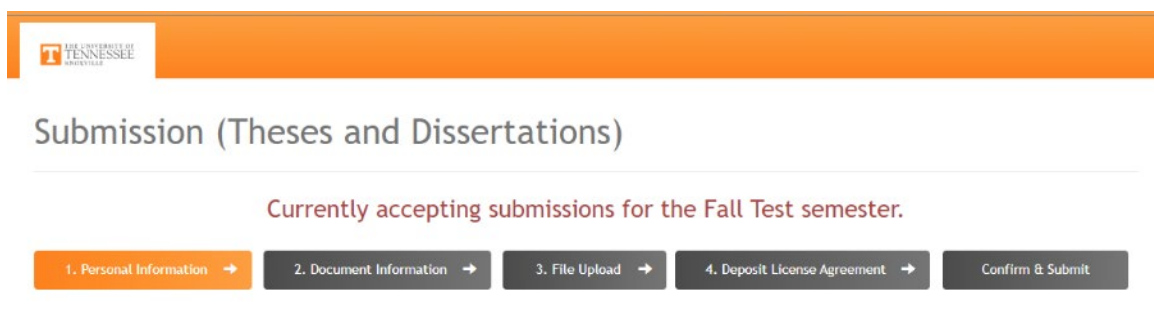 THE UNIVERSITY OF
TENNESSEE
KNOXVILLE
Submission (Theses and Dissertations)
Currently accepting submissions for the Fall Test semester.
1. Personal Information → 2. Document Information → 3. File Upload → 4. Deposit License Agreement → Confirm & Submit